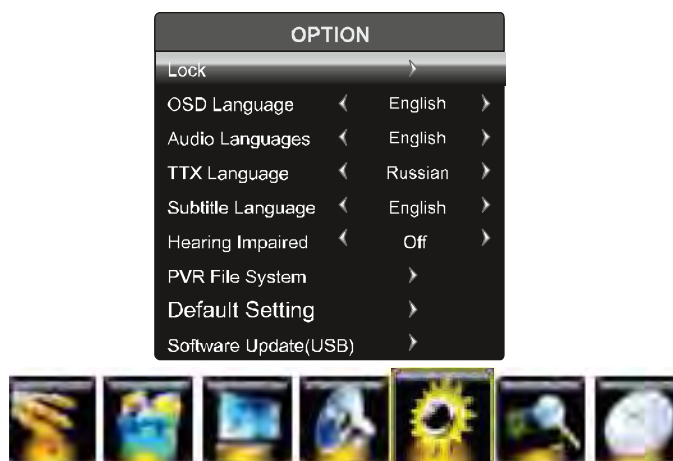 OPTION
Lock
OSD Language English
Audio Languages English
TTX Language Russian
Subtitle Language English
Hearing Impaired Off
PVR File System
Default Setting
Software Update(USB)